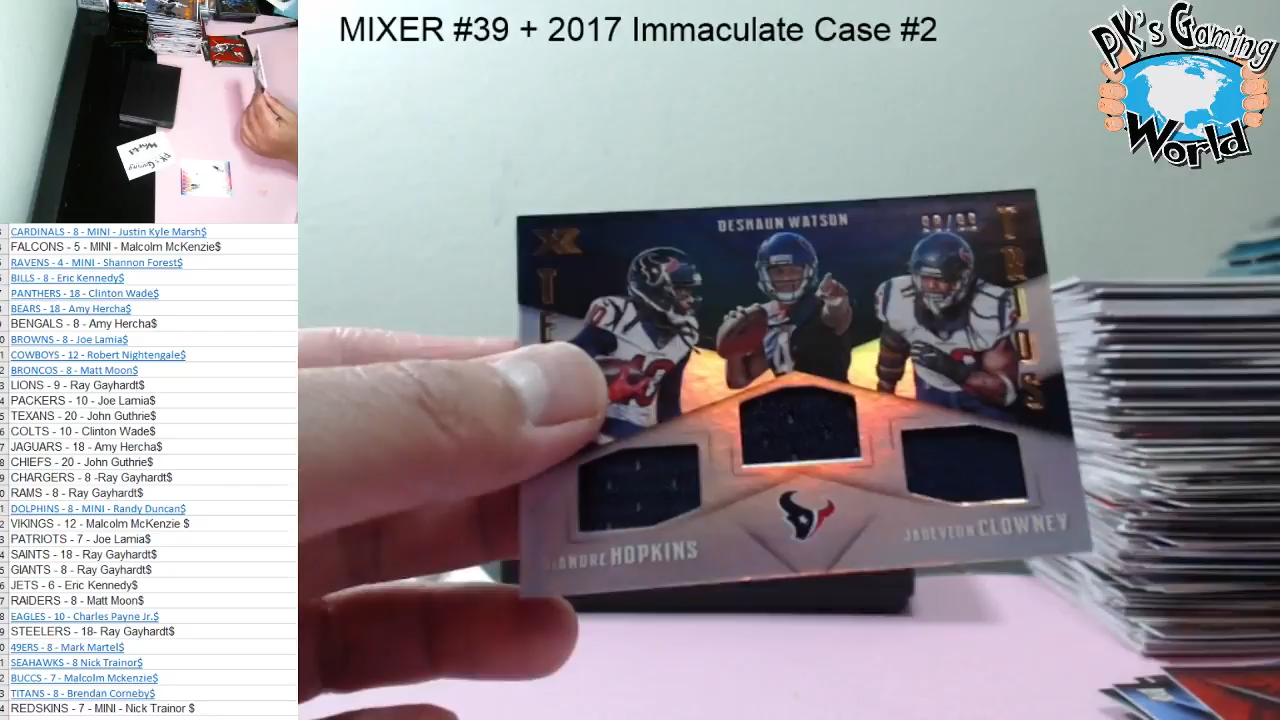 MIXER #39 + 2017 Immaculate Case #2
PK's Gaming
World
CARDINALS - 8 - MINI - Justin Kyle Marsh$
FALCONS - 5 - MINI - Malcolm McKenzie$
RAVENS - 4 - MINI - Shannon Forest$
BILLS - 8 - Eric Kennedy$
PANTHERS - 18 - Clinton Wade$
BEARS - 18 - Amy Hercha$
BENGALS - 8 - Amy Hercha$
BROWNS - 8 - Joe Lamia$
COWBOYS - 12 - Robert Nightengale$
BRONCOS - 8 - Matt Moon$
LIONS - 9 - Ray Gayhardt$
PACKERS - 10 - Joe Lamia$
TEXANS - 20 - John Guthrie$
COLTS - 10 - Clinton Wade$
JAGUARS - 18 - Amy Hercha$
CHIEFS - 20 - John Guthrie$
CHARGERS - 8 -Ray Gayhardt$
RAMS - 8 - Ray Gayhardt$
DOLPHINS - 8 - MINI - Randy Duncan$
VIKINGS - 12 - Malcolm McKenzie $
PATRIOTS - 7 - Joe Lamia$
SAINTS - 18 - Ray Gayhardt$
GIANTS - 8 - Ray Gayhardt$
JETS - 6 - Eric Kennedy$
RAIDERS - 8 - Matt Moon$
EAGLES - 10 - Charles Payne Jr.$
STEELERS - 18- Ray Gayhardt$
49ERS - 8 - Mark Martel$
SEAHAWKS - 8 Nick Trainor$
BUCCS - 7 - Malcolm Mckenzie$
TITANS - 8 - Brendan Corneby$
REDSKINS - 7 - MINI - Nick Trainor $
DESHAUN WATSON
HOPKINS
JADEVEON CLOWNEY